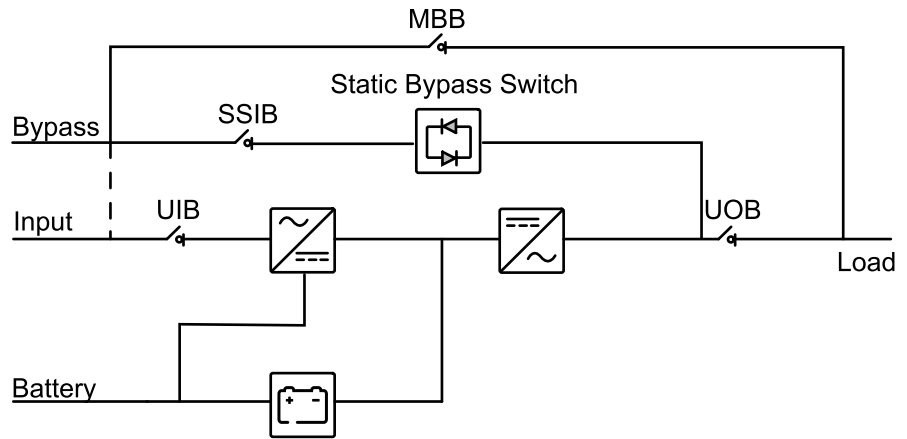 MBB
Static Bypass Switch
SSIB
Bypass
UIB
UOB
Input
Load
Battery